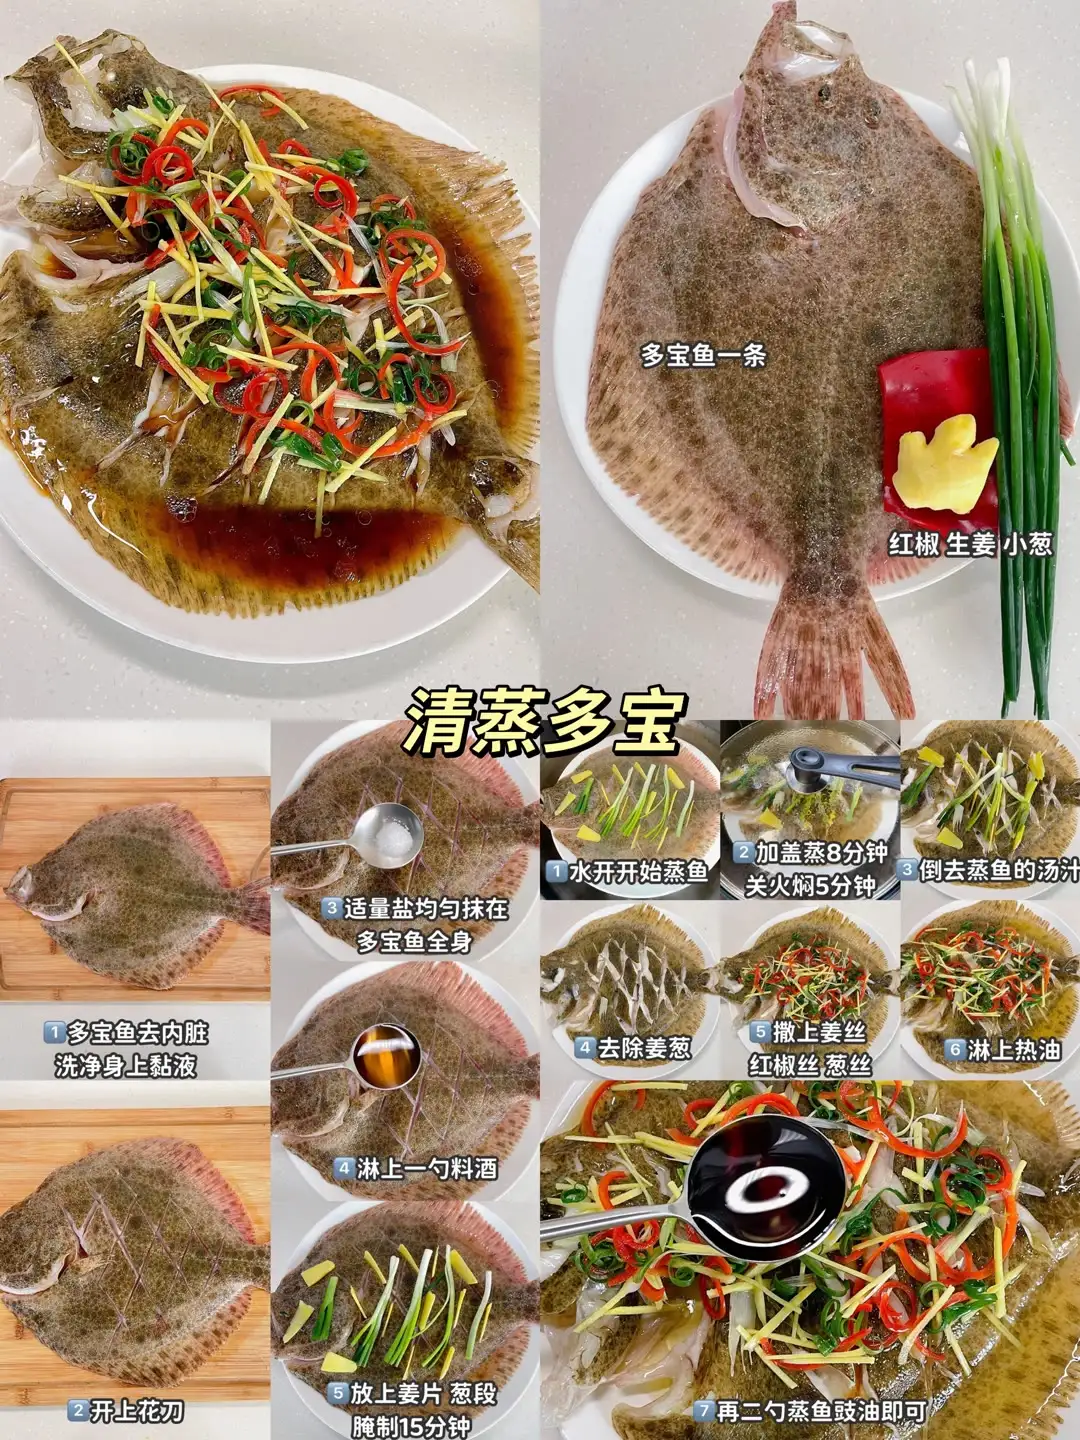 多宝鱼一条
红椒 生姜 小葱
清蒸多宝
1 多宝鱼去内脏
洗净身上黏液
2 开上花刀
3 适量盐均匀抹在
多宝鱼全身
4 淋上一勺料酒
5 放上姜片 葱段
腌制15分钟
1 水开开始蒸鱼
2 加盖蒸8分钟
关火焖5分钟
3 倒去蒸鱼的汤汁
4 去除姜葱
5 撒上姜丝
红椒丝 葱丝
6 淋上热油
7 再二勺蒸鱼豉油即可